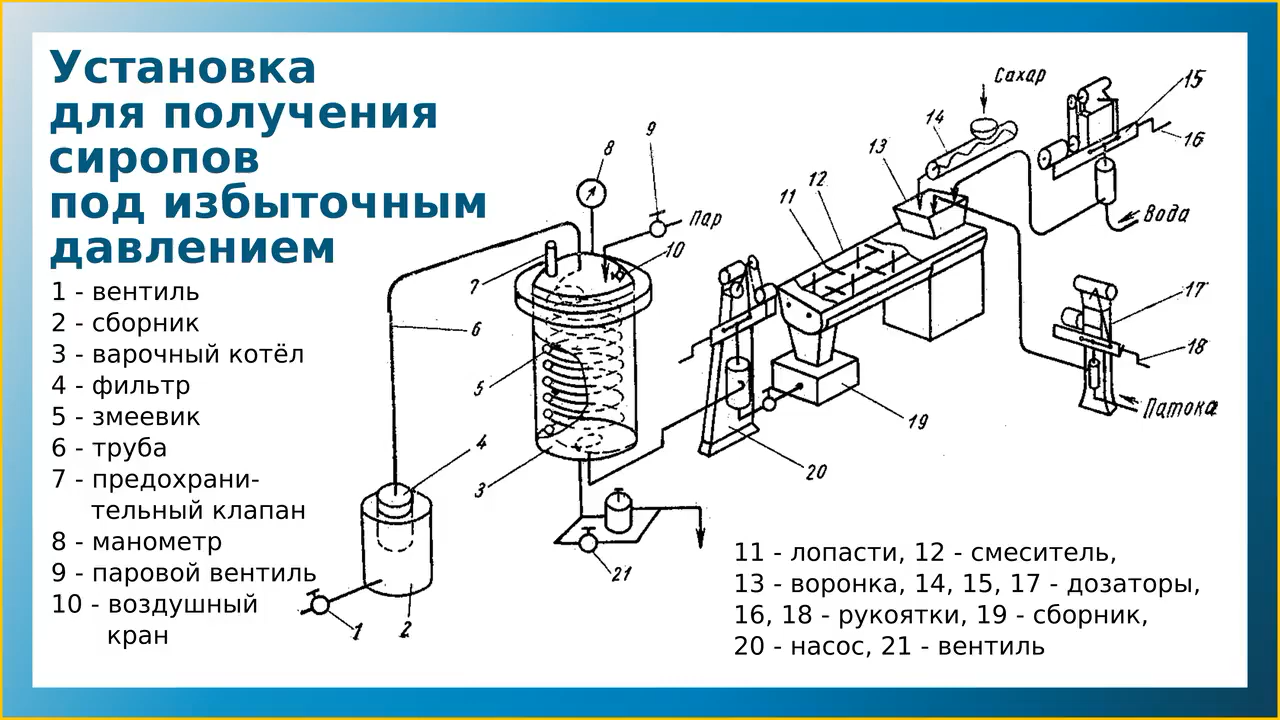 Установка
для получения
сиропов
под избыточным
давлением
1 - вентиль
2 - сборник
3 - варочный котёл
4 - фильтр
5 - змеевик
6 - труба
7 - предохрани-
тельный клапан
8 - манометр
9 - паровой вентиль
10 - воздушный
кран
9
8
Пар
10
7
6
5
4
3
1
2
21
Сахар
15
14
16
13
12
11
Вода
17
18
Патока
19
20
11 - лопасти, 12 - смеситель,
13 - воронка, 14, 15, 17 - дозаторы,
16, 18 - рукоятки, 19 - сборник,
20 - насос, 21 - вентиль